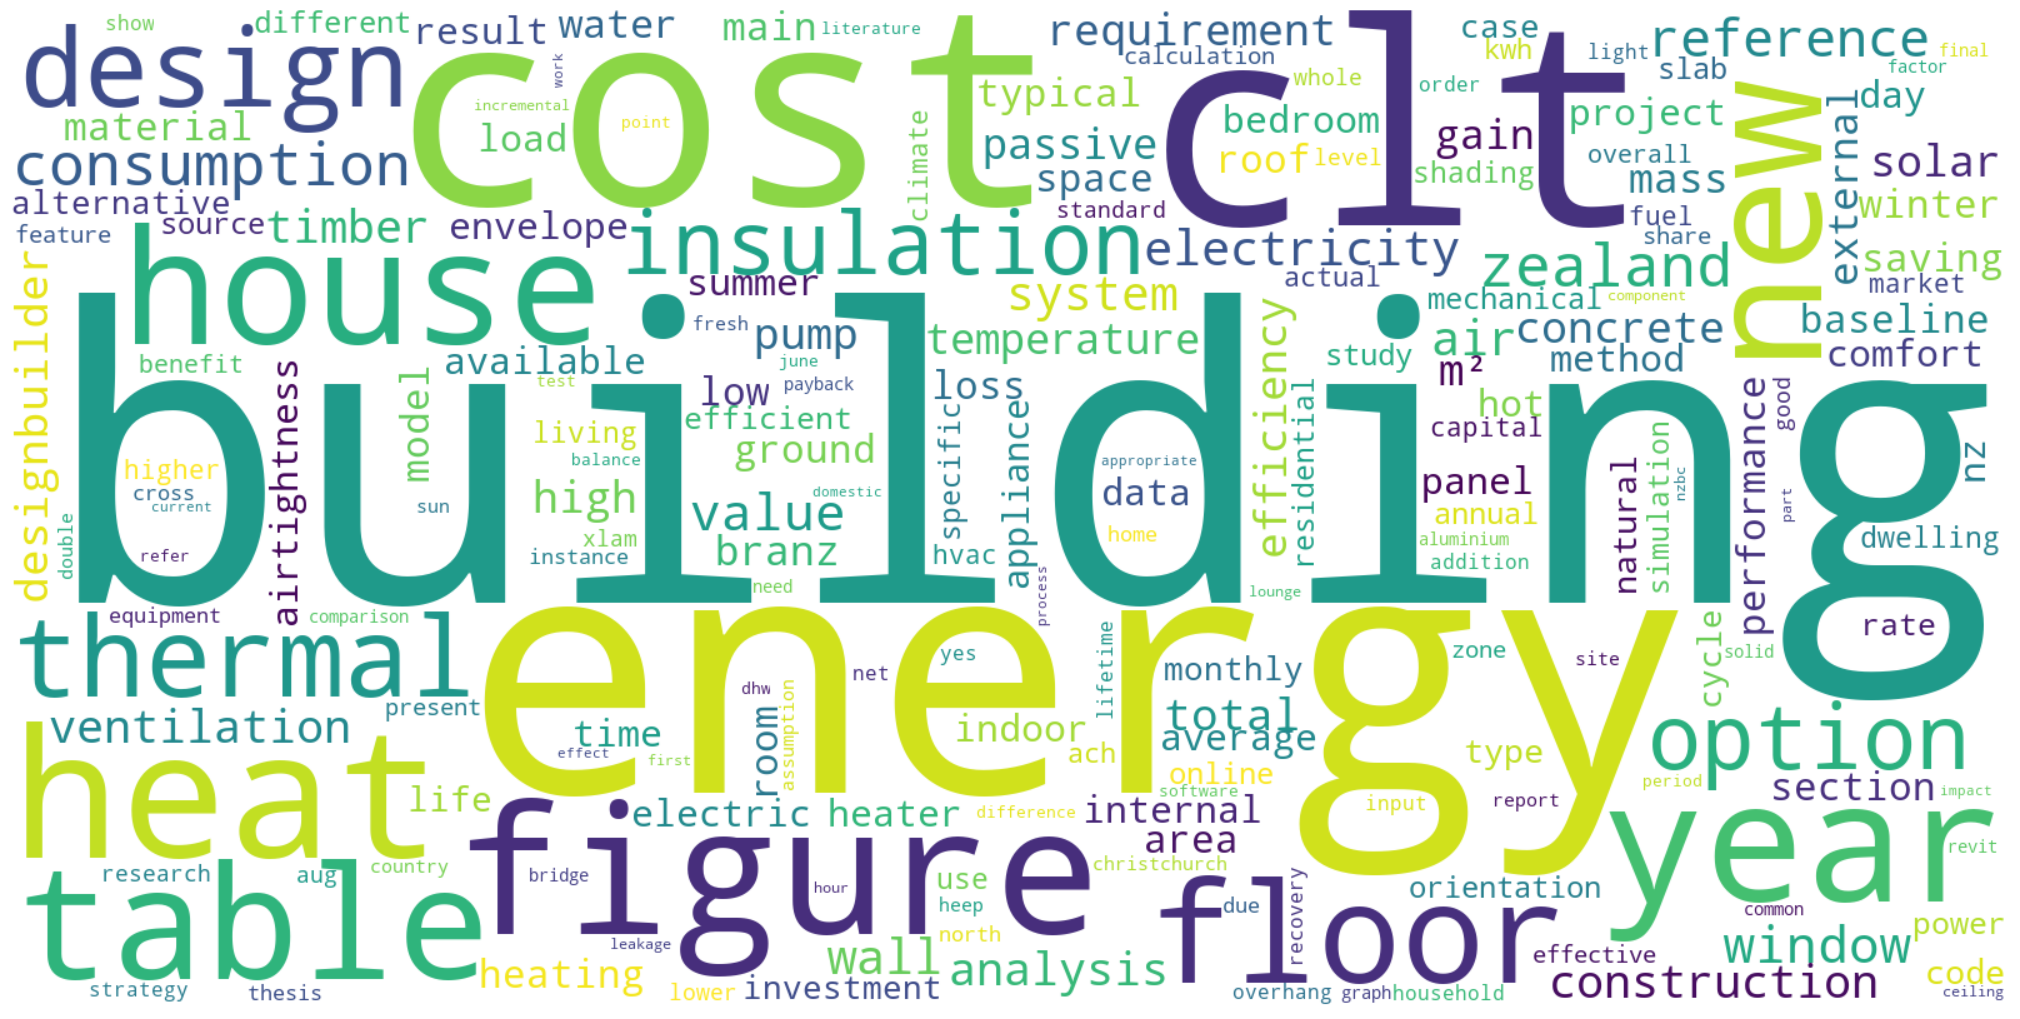 show
different
result
water
main
literature
requirement
case
light
reference
final
design
work
cost
calculation
clt
kwh
slab
factor
material
incremental
point
load
typical
whole
order
new
day
consumption
climate
passive
bedroom
gain
project
external
roof
level
shading
overall
solar
alternative
space
mass
winter
feature
source
timber
envelope
insulation
standard
electricity
fuel
share
saving
house
summer
actual
zealand
market
designbuilder
system
mechanical
component
baseline
fresh
pump
temperature
efficiency
air
concrete
comfort
benefit
available
june
study
method
building
airtightness
model
test
low
payback
loss
m²
performance
good
efficient
specific
appliance
residential
hot
living
ground
capital
nz
higher
balance
appropriate
cross
sun
high
value
domestic
data
panel
natural
simulation
nzbc
part
current
annual
double
xlam
branz
home
aluminium
dwelling
refer
instance
hvac
addition
need
process
lounge
equipment
comparison
energy
thermal
yes
lifetime
monthly
zone
site
cycle
solid
rate
net
dhw
present
ventilation
time
room
assumption
indoor
total
average
ach
type
option
effect
first
heat
life
online
software
period
section
impact
electric
heater
difference
internal
input
report
figure
area
year
table
research
aug
country
bridge
hour
use
christchurch
floor
recovery
orientation
revit
heep
due
common
leakage
north
window
power
heating
wall
analysis
effective
construction
code
strategy
thesis
lower
investment
overhang
graph
household
ceiling